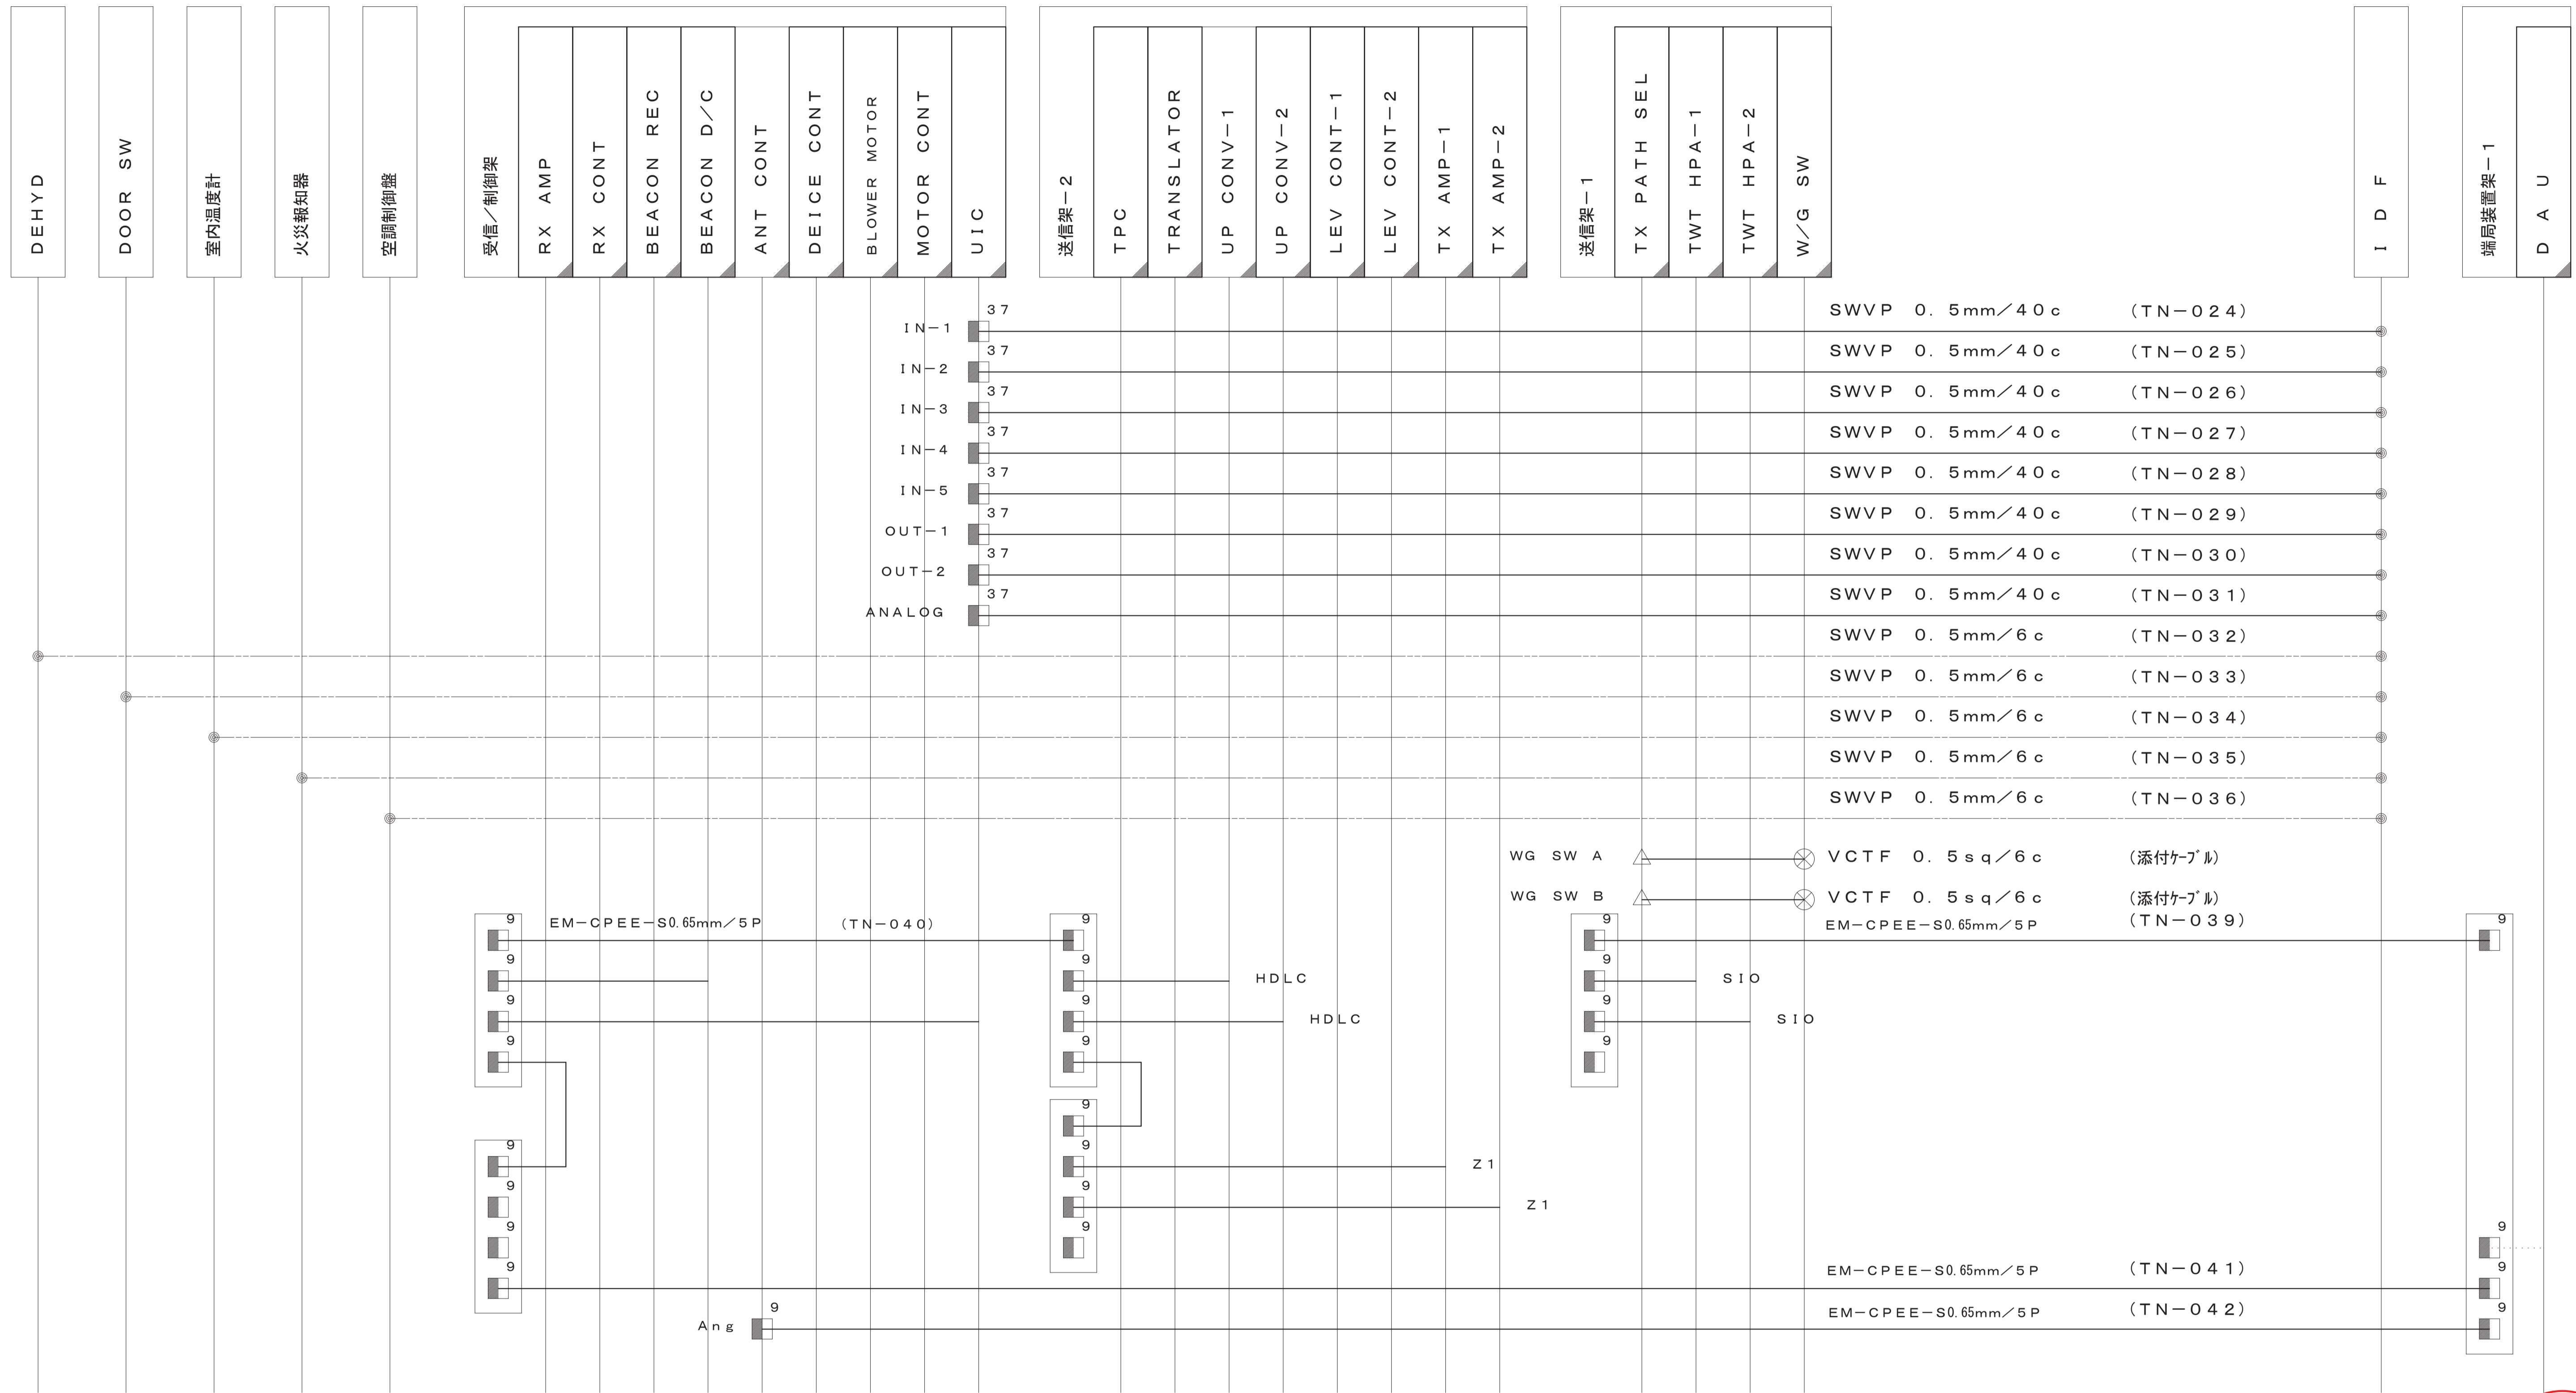 DEHYD
DOOR SW
室内温度計
火災報知器
空調制御盤
受信／制御架
RX AMP
RX CONT
BEACON REC
BEACON D／C
ANT CONT
DEICE CONT
BLOWER MOTOR
MOTOR CONT
UIC
送信架－2
TPC
TRANSLATOR
UP CONV－1
UP CONV－2
LEV CONT－1
LEV CONT－2
TX AMP－1
TX AMP－2
送信架－1
TX PATH SEL
TWT HPA－1
TWT HPA－2
W／G SW
I D F
端局装置架－1
D A U
IN－1 37 SWVP 0.5mm／40c (TN－024)
IN－2 37 SWVP 0.5mm／40c (TN－025)
IN－3 37 SWVP 0.5mm／40c (TN－026)
IN－4 37 SWVP 0.5mm／40c (TN－027)
IN－5 37 SWVP 0.5mm／40c (TN－028)
OUT－1 37 SWVP 0.5mm／40c (TN－029)
OUT－2 37 SWVP 0.5mm／40c (TN－030)
ANALOG 37 SWVP 0.5mm／40c (TN－031)
SWVP 0.5mm／6c (TN－032)
SWVP 0.5mm／6c (TN－033)
SWVP 0.5mm／6c (TN－034)
SWVP 0.5mm／6c (TN－035)
SWVP 0.5mm／6c (TN－036)
WG SW A VCTF 0.5sq／6c (添付ｹｰﾌﾞﾙ)
WG SW B VCTF 0.5sq／6c (添付ｹｰﾌﾞﾙ)
9 EM－CPEE－S0.65mm／5P (TN－040) 9 9 EM－CPEE－S0.65mm／5P (TN－039) 9
9 9 HDLC 9 SIO
9 9 HDLC 9 SIO
9 9 9
9
9 9 Z1
9 9 Z1
9 9 9
9 EM－CPEE－S0.65mm／5P (TN－041) 9
Ang 9 EM－CPEE－S0.65mm／5P (TN－042) 9